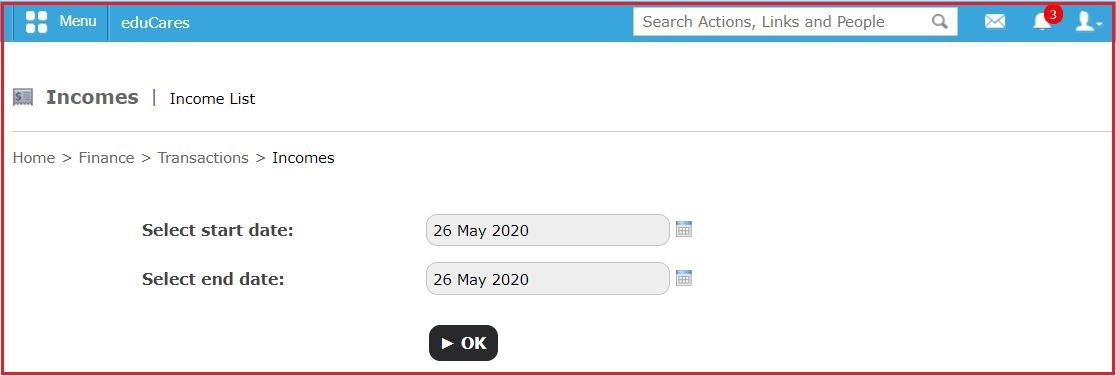 Menu eduCares Search Actions, Links and People 3
Incomes | Income List
Home > Finance > Transactions > Incomes
Select start date: 26 May 2020
Select end date: 26 May 2020
OK